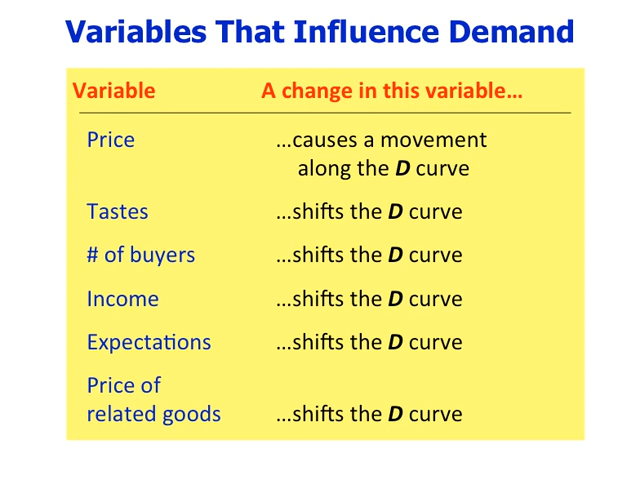 Variables That Influence Demand
Variable A change in this variable…
Price …causes a movement
along the D curve
Tastes …shifts the D curve
# of buyers …shifts the D curve
Income …shifts the D curve
Expectations …shifts the D curve
Price of
related goods …shifts the D curve